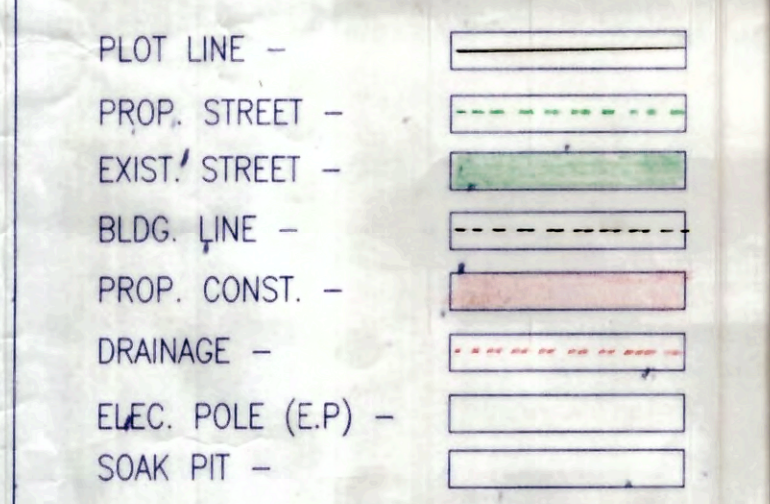 PLOT LINE –
PROP. STREET –
EXIST. STREET –
BLDG. LINE –
PROP. CONST. –
DRAINAGE –
ELEC. POLE (E.P) –
SOAK PIT –